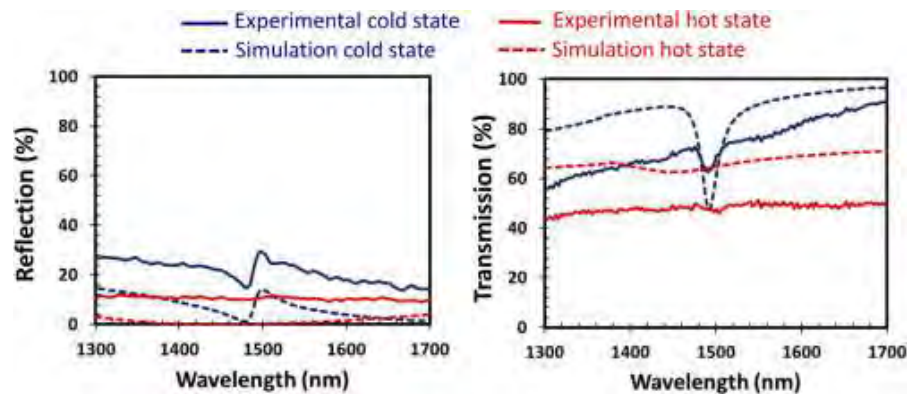 Experimental cold state Experimental hot state
Simulation cold state Simulation hot state
100
80
60
40
20
0
Reflection (%)
1300 1400 1500 1600 1700
Wavelength (nm)
100
80
60
40
20
0
Transmission (%)
1300 1400 1500 1600 1700
Wavelength (nm)